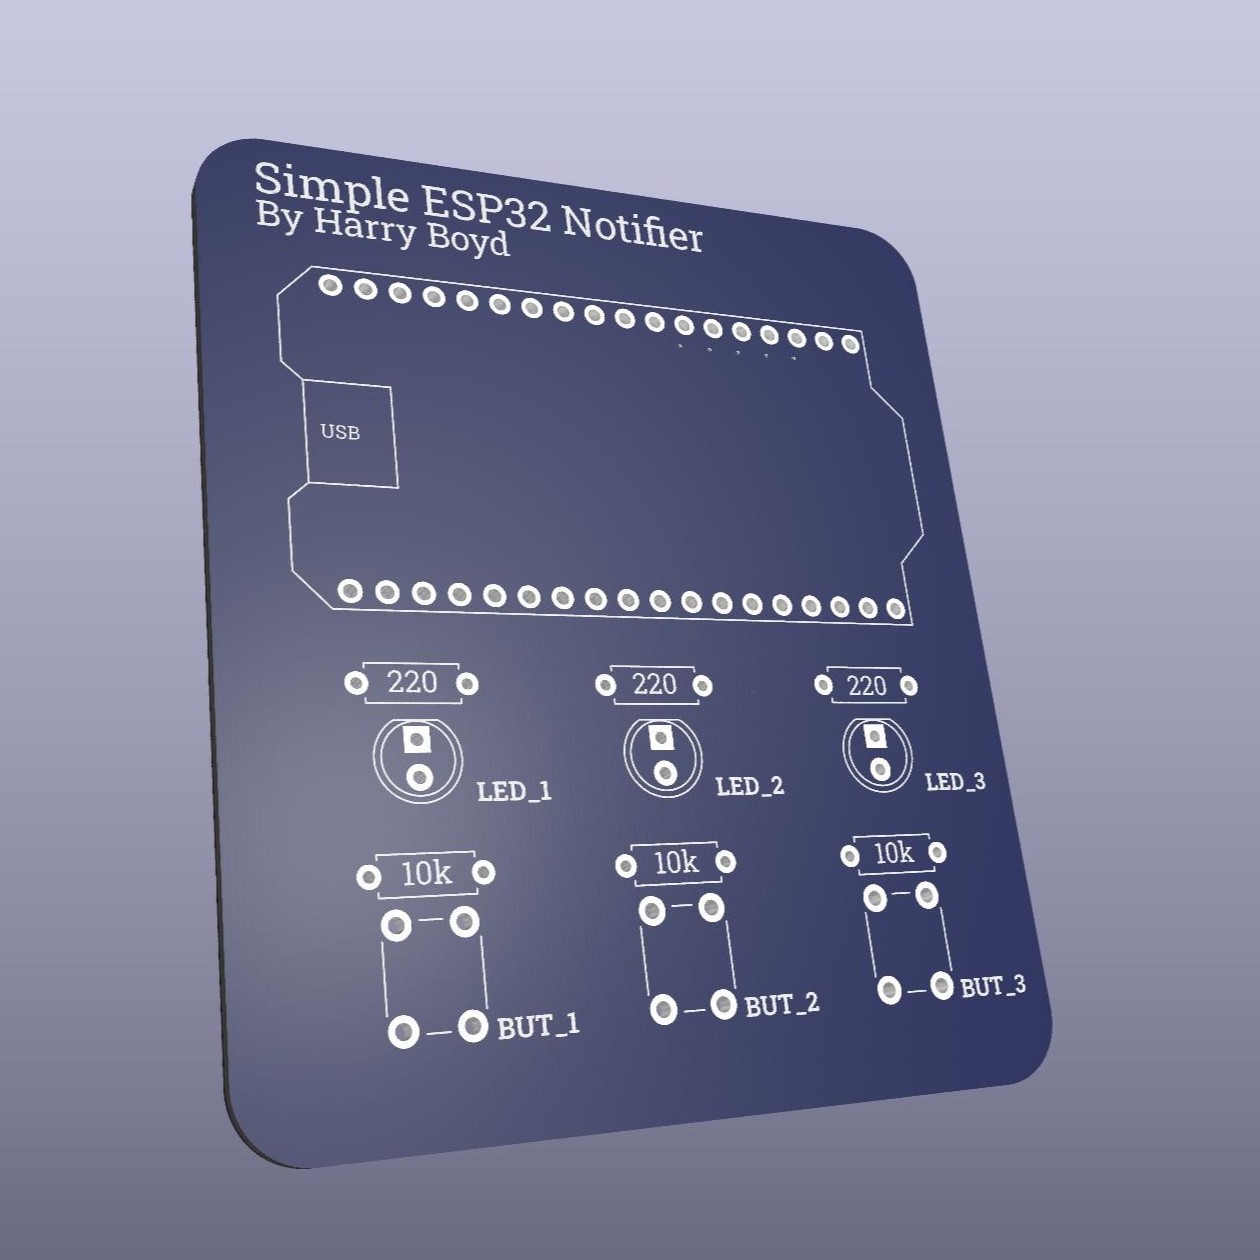 Simple ESP32 Notifier
By Harry Boyd
USB
220
220
220
LED_1
LED_2
LED_3
10k
10k
10k
BUT_1
BUT_2
BUT_3